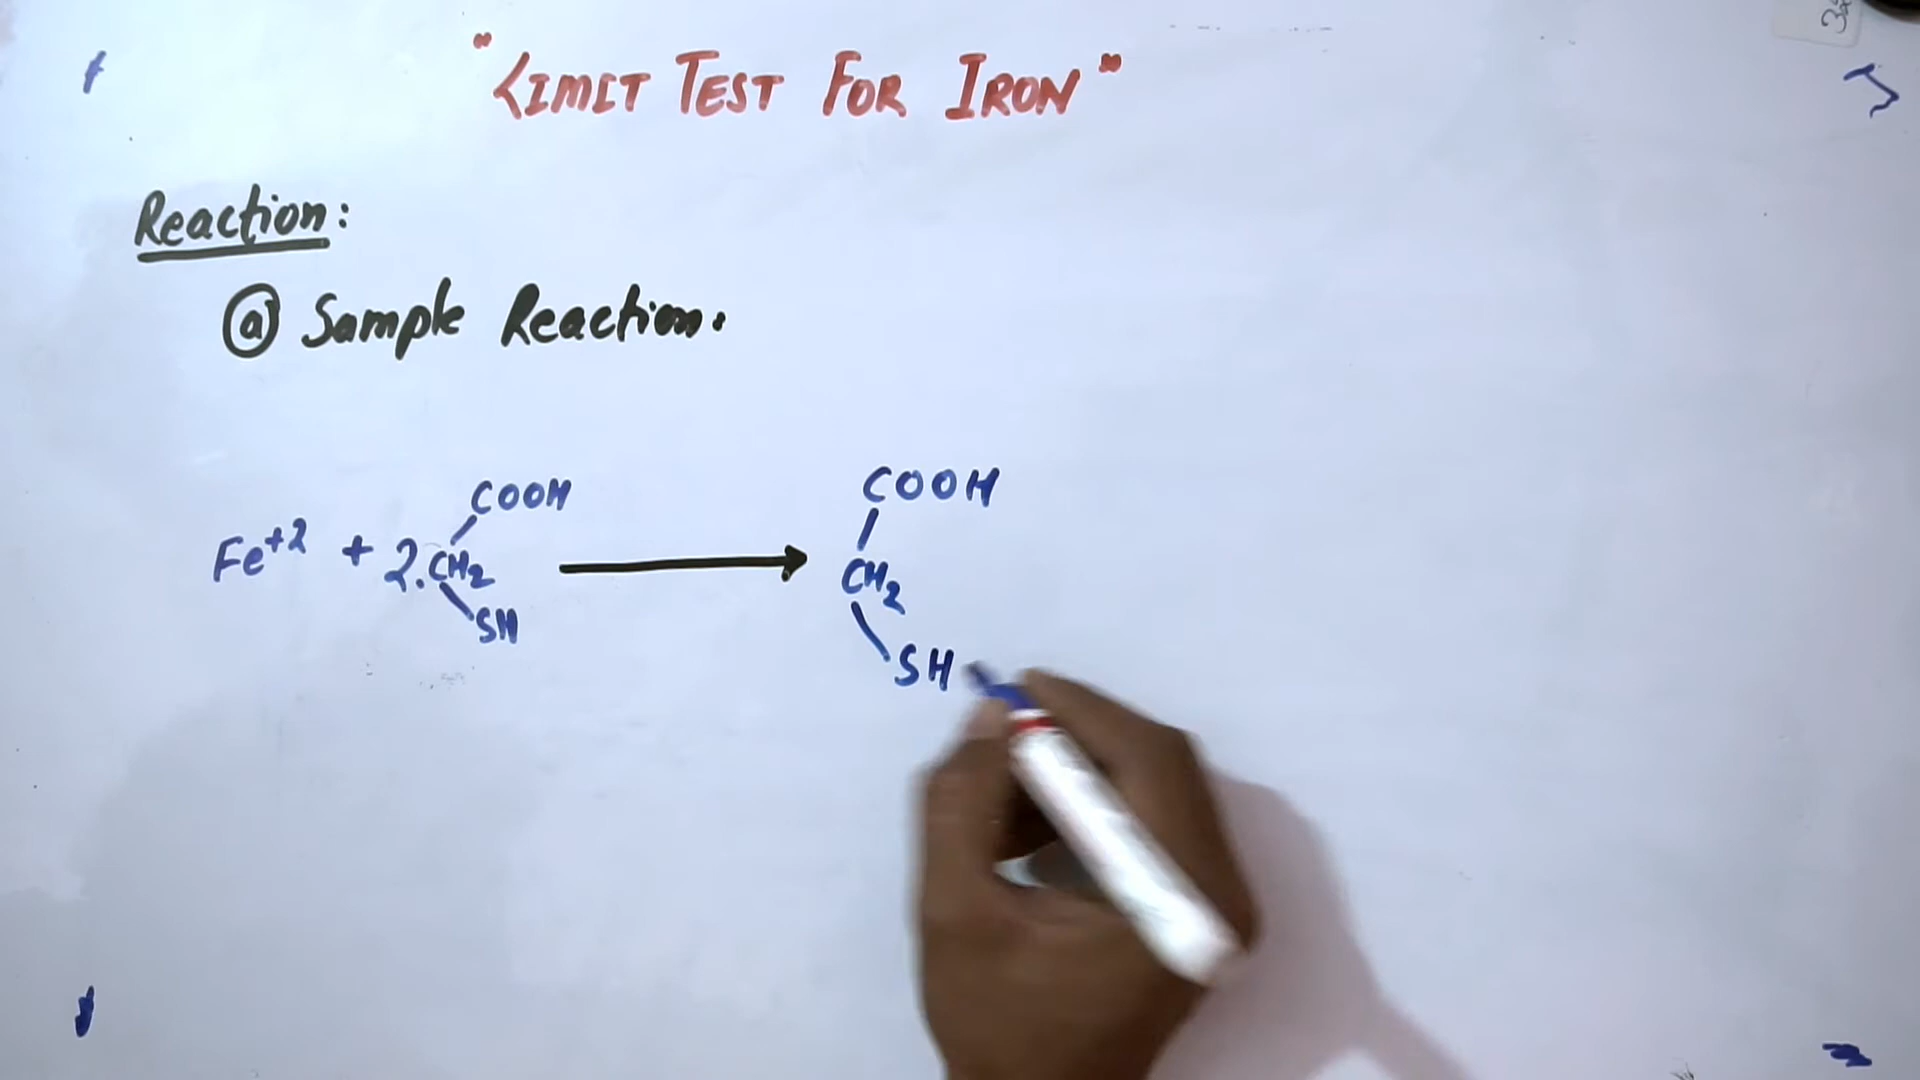 "LIMIT TEST FOR IRON"
Reaction:
ⓐ Sample Reaction:
COOH COOH
Fe+2 + 2. CH2 CH2
SH SH